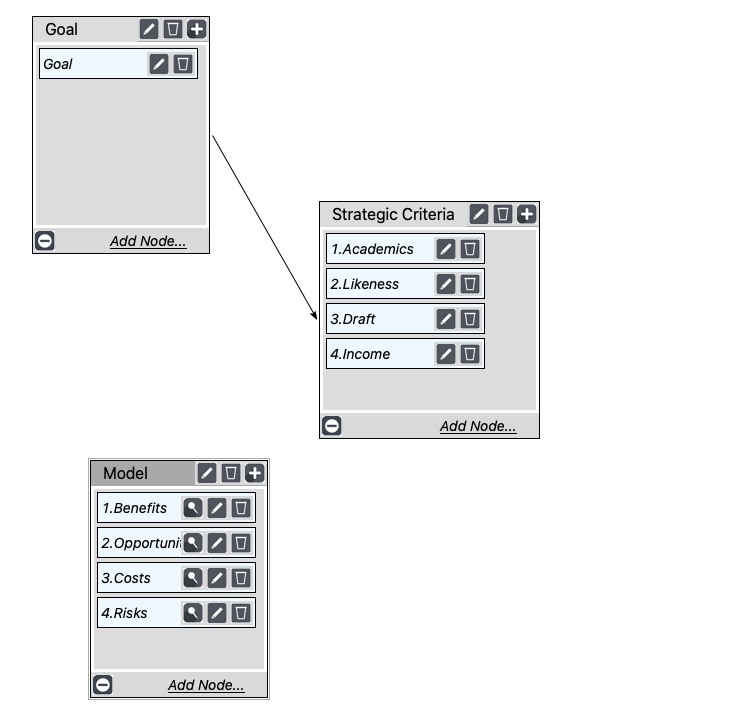 Goal
Goal
Add Node...
Strategic Criteria
1.Academics
2.Likeness
3.Draft
4.Income
Add Node...
Model
1.Benefits
2.Opportuni
3.Costs
4.Risks
Add Node...